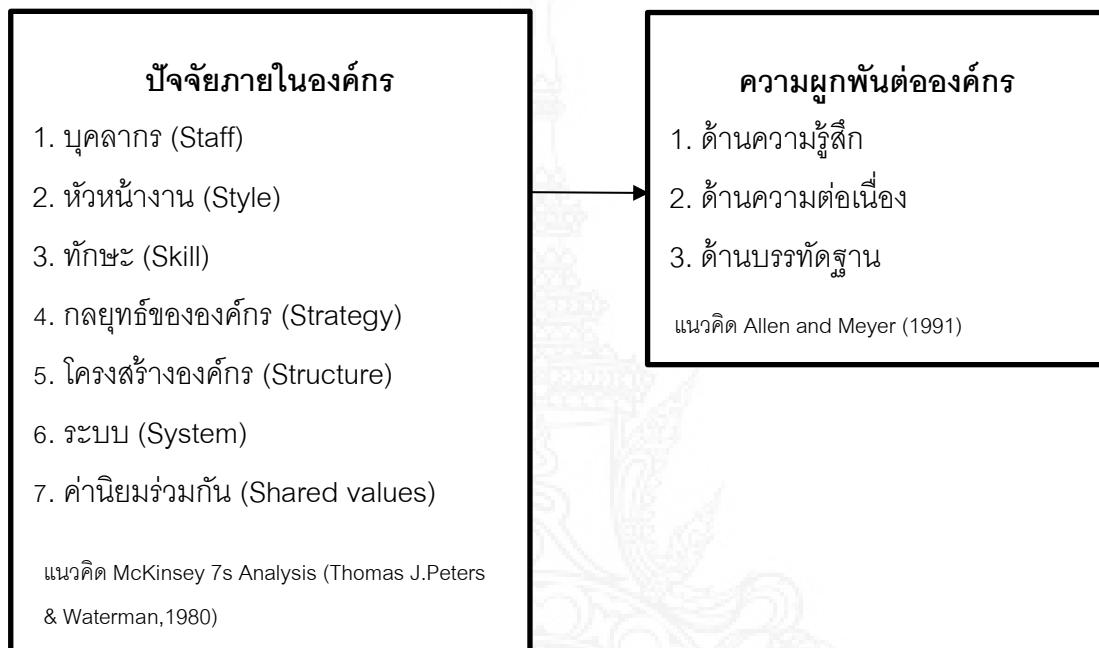 ปัจจัยภายในองค์กร
1. บุคลากร (Staff)
2. หัวหน้างาน (Style)
3. ทักษะ (Skill)
4. กลยุทธ์ขององค์กร (Strategy)
5. โครงสร้างองค์กร (Structure)
6. ระบบ (System)
7. ค่านิยมร่วมกัน (Shared values)
แนวคิด McKinsey 7s Analysis (Thomas J.Peters
& Waterman,1980)
ความผูกพันต่อองค์กร
1. ด้านความรู้สึก
2. ด้านความต่อเนื่อง
3. ด้านบรรทัดฐาน
แนวคิด Allen and Meyer (1991)